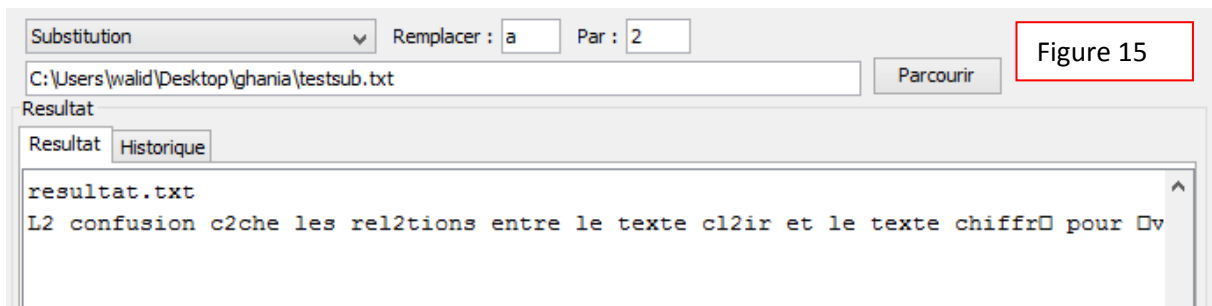 Substitution Remplacer : a Par : 2
Figure 15
C:\Users\walid\Desktop\ghania\testsub.txt Parcourir
Resultat
Resultat Historique
resultat.txt
L2 confusion c2che les rel2tions entre le texte cl2ir et le texte chiffr□ pour □v